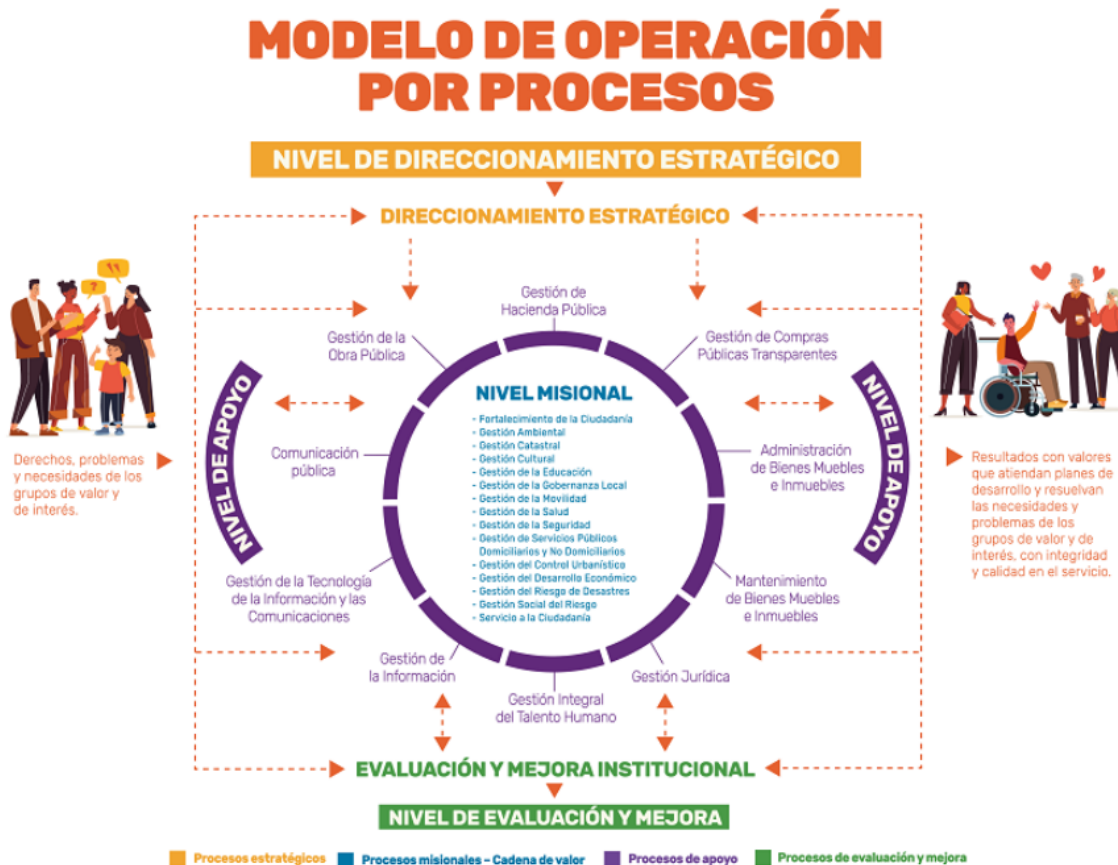 MODELO DE OPERACIÓN
POR PROCESOS
NIVEL DE DIRECCIONAMIENTO ESTRATÉGICO
DIRECCIONAMIENTO ESTRATÉGICO
?
Gestión de
Hacienda Pública
Gestión de la
Obra Pública
Gestión de Compras
Públicas Transparentes
NIVEL DE APOYO
Comunicación
pública
NIVEL MISIONAL
- Fortalecimiento de la Ciudadanía
- Gestión Ambiental
- Gestión Catastral
- Gestión Cultural
- Gestión de la Educación
- Gestión de la Gobernanza Local
- Gestión de la Movilidad
- Gestión de la Salud
- Gestión de la Seguridad
- Gestión de Servicios Públicos
Domiciliarios y No Domiciliarios
- Gestión del Control Urbanístico
- Gestión del Desarrollo Económico
- Gestión del Riesgo de Desastres
- Gestión Social del Riesgo
- Servicio a la Ciudadanía
Administración
de Bienes Muebles
e Inmuebles
NIVEL DE APOYO
Derechos, problemas
y necesidades de los
grupos de valor y
de interés.
Resultados con valores
que atiendan planes de
desarrollo y resuelvan
las necesidades y
problemas de los
grupos de valor y de
interés, con integridad
y calidad en el servicio.
Gestión de la Tecnología
de la Información y las
Comunicaciones
Mantenimiento
de Bienes Muebles
e Inmuebles
Gestión de
la Información
Gestión Integral
del Talento Humano
Gestión Jurídica
EVALUACIÓN Y MEJORA INSTITUCIONAL
NIVEL DE EVALUACIÓN Y MEJORA
Procesos estratégicos
Procesos misionales – Cadena de valor
Procesos de apoyo
Procesos de evaluación y mejora